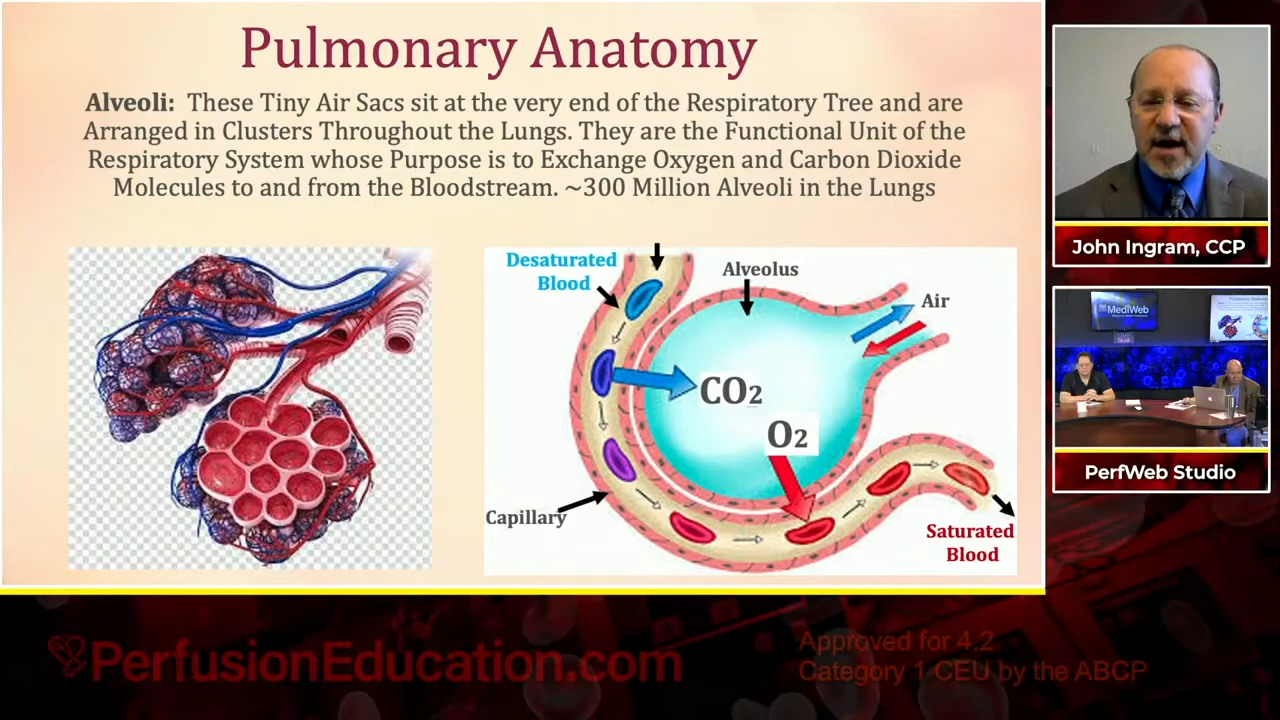 Pulmonary Anatomy
Alveoli: These Tiny Air Sacs sit at the very end of the Respiratory Tree and are
Arranged in Clusters Throughout the Lungs. They are the Functional Unit of the
Respiratory System whose Purpose is to Exchange Oxygen and Carbon Dioxide
Molecules to and from the Bloodstream. ~300 Million Alveoli in the Lungs
Desaturated
Blood
Alveolus
Air
CO2
O2
Capillary
Saturated
Blood
John Ingram, CCP
MediWeb
PerfWeb Studio
PerfusionEducation.com
Approved for 4.2
Category 1 CEU by the ABCP